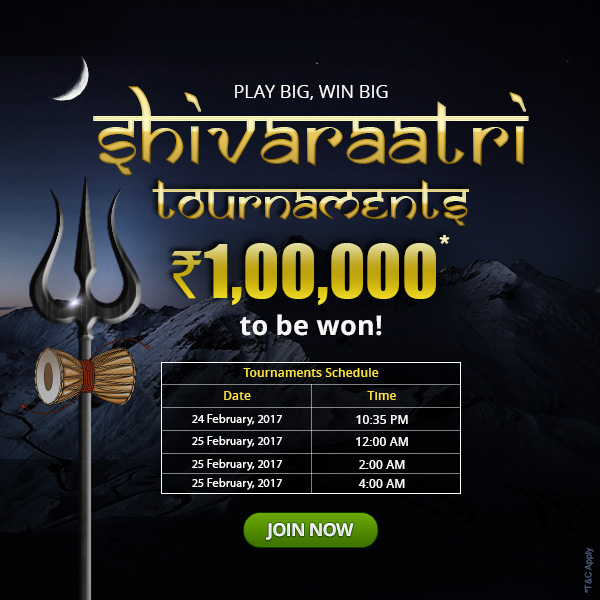 PLAY BIG, WIN BIG
Shivaraatri
Tournaments
₹1,00,000*
to be won!
Tournaments Schedule
Date Time
24 February, 2017 10:35 PM
25 February, 2017 12:00 AM
25 February, 2017 2:00 AM
25 February, 2017 4:00 AM
JOIN NOW
*T&C Apply